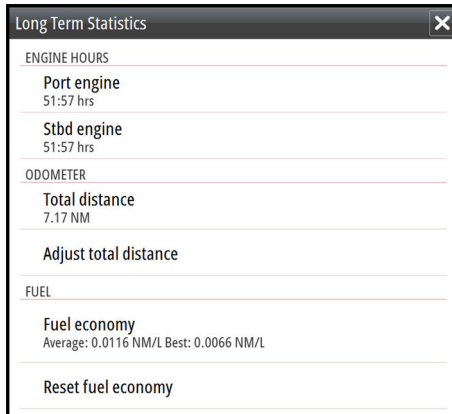 Long Term Statistics
ENGINE HOURS
Port engine
51:57 hrs
Stbd engine
51:57 hrs
ODOMETER
Total distance
7.17 NM
Adjust total distance
FUEL
Fuel economy
Average: 0.0116 NM/L Best: 0.0066 NM/L
Reset fuel economy